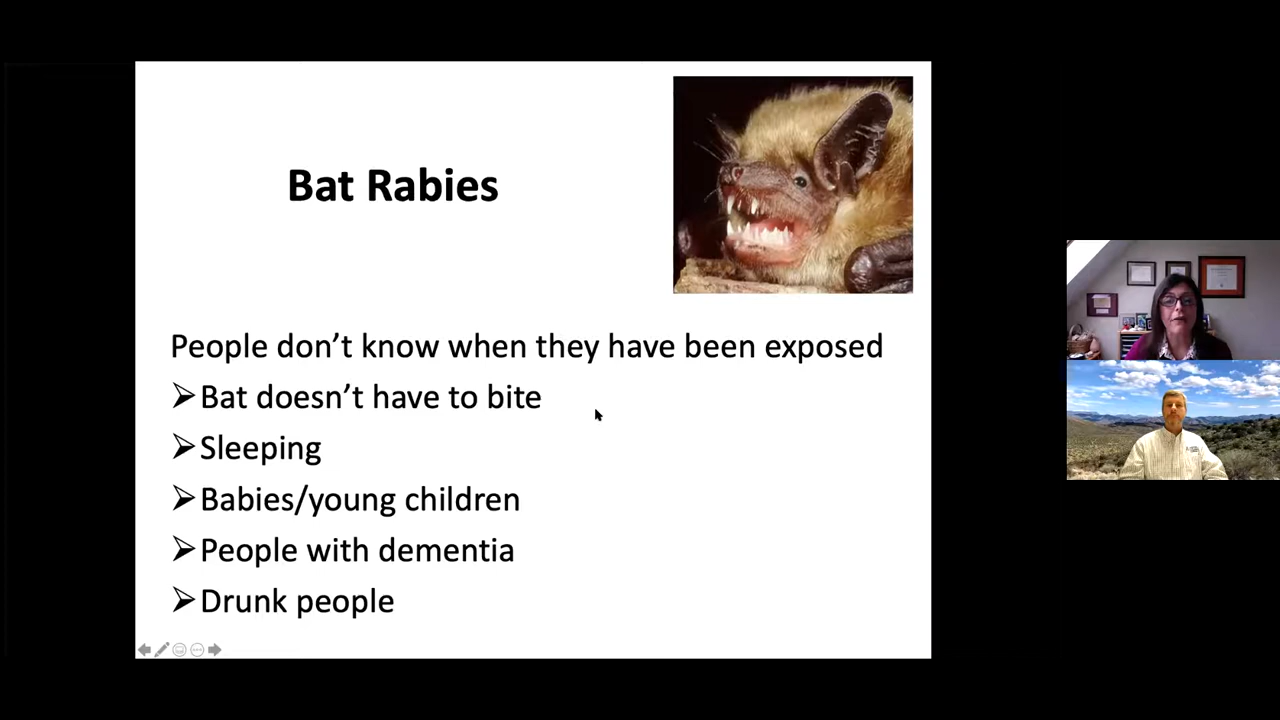 Bat Rabies
People don’t know when they have been exposed
Bat doesn’t have to bite
Sleeping
Babies/young children
People with dementia
Drunk people